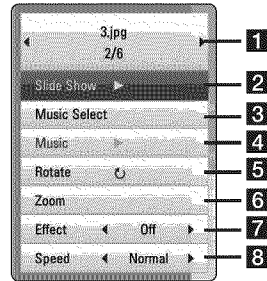 3.jpg
2/6
1
Slide Show
2
Music Select
3
Music
4
Rotate
5
Zoom
6
Effect Off
7
Speed Normal
8